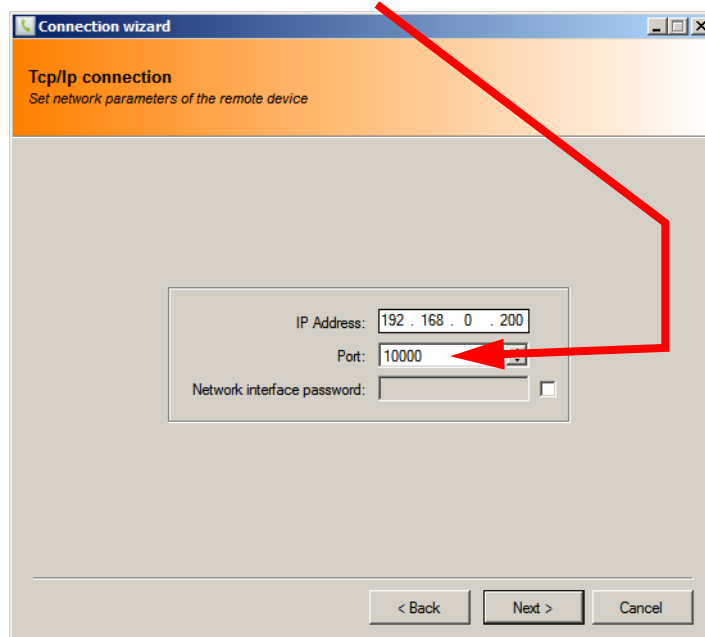 Connection wizard
Tcp/Ip connection
Set network parameters of the remote device
IP Address: 192 . 168 . 0 . 200
Port: 10000
Network interface password:
< Back Next > Cancel